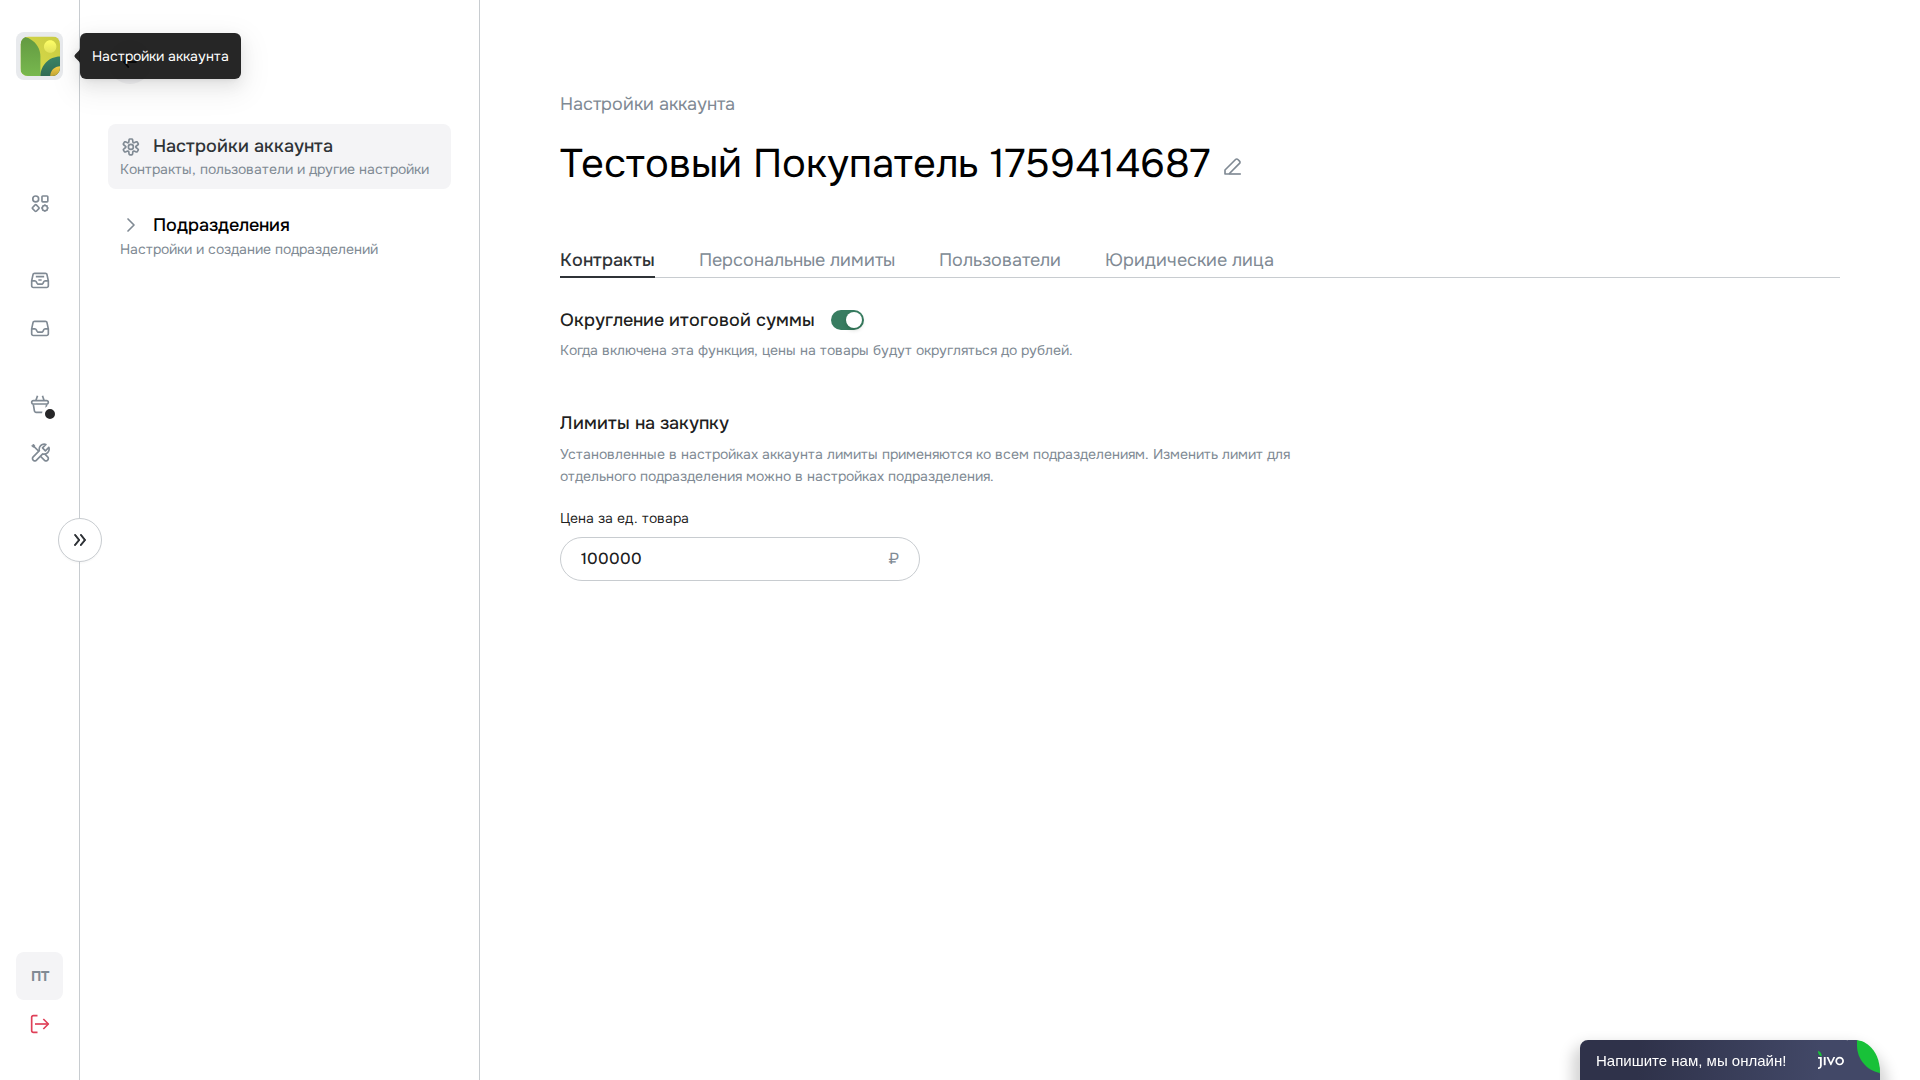 Настройки аккаунта
Настройки аккаунта
Контракты, пользователи и другие настройки
Подразделения
Настройки и создание подразделений
ПТ
Настройки аккаунта
Тестовый Покупатель 1759414687
Контракты Персональные лимиты Пользователи Юридические лица
Округление итоговой суммы
Когда включена эта функция, цены на товары будут округляться до рублей.
Лимиты на закупку
Установленные в настройках аккаунта лимиты применяются ко всем подразделениям. Изменить лимит для
отдельного подразделения можно в настройках подразделения.
Цена за ед. товара
100000 ₽
Напишите нам, мы онлайн! jivo